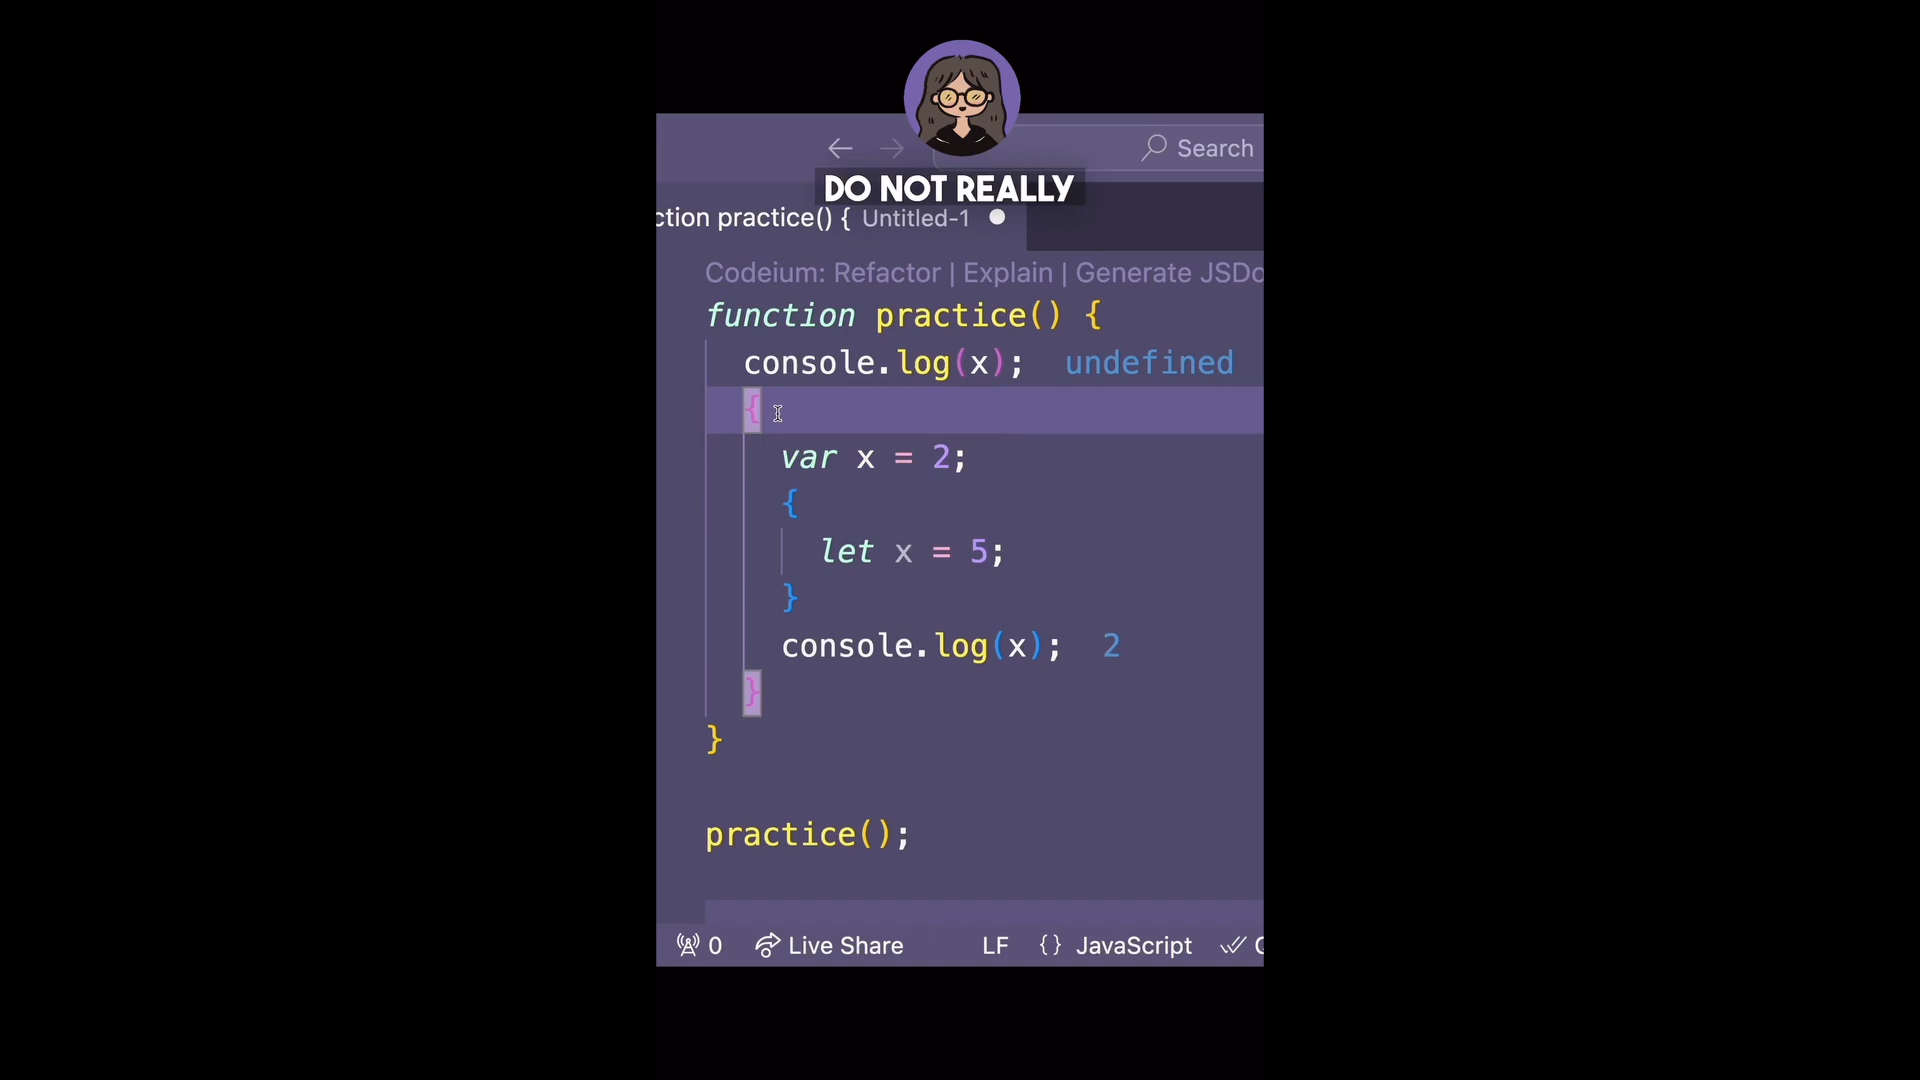 Search
DO NOT REALLY
ction practice() { Untitled-1
Codeium: Refactor | Explain | Generate JSDo
function practice() {
console.log(x); undefined
{
var x = 2;
{
let x = 5;
}
console.log(x); 2
}
}
practice();
0 Live Share LF {} JavaScript